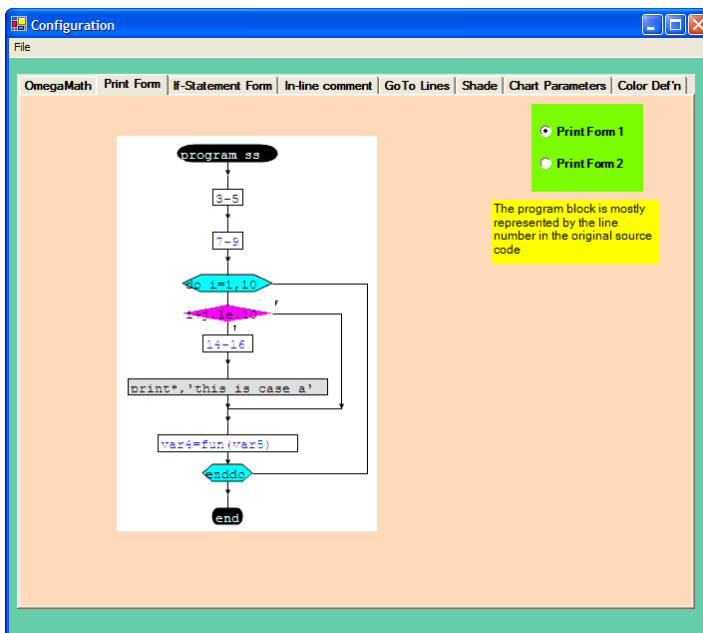 Configuration
File
OmegaMath Print Form If-Statement Form In-line comment GoTo Lines Shade Chart Parameters Color Def'n
Print Form 1
Print Form 2
The program block is mostly
represented by the line
number in the original source
code
program ss
3-5
7-9
do i=1,10
i+j.le.10
F
T
14-16
print*,'this is case a'
var4=fun(var5)
enddo
end